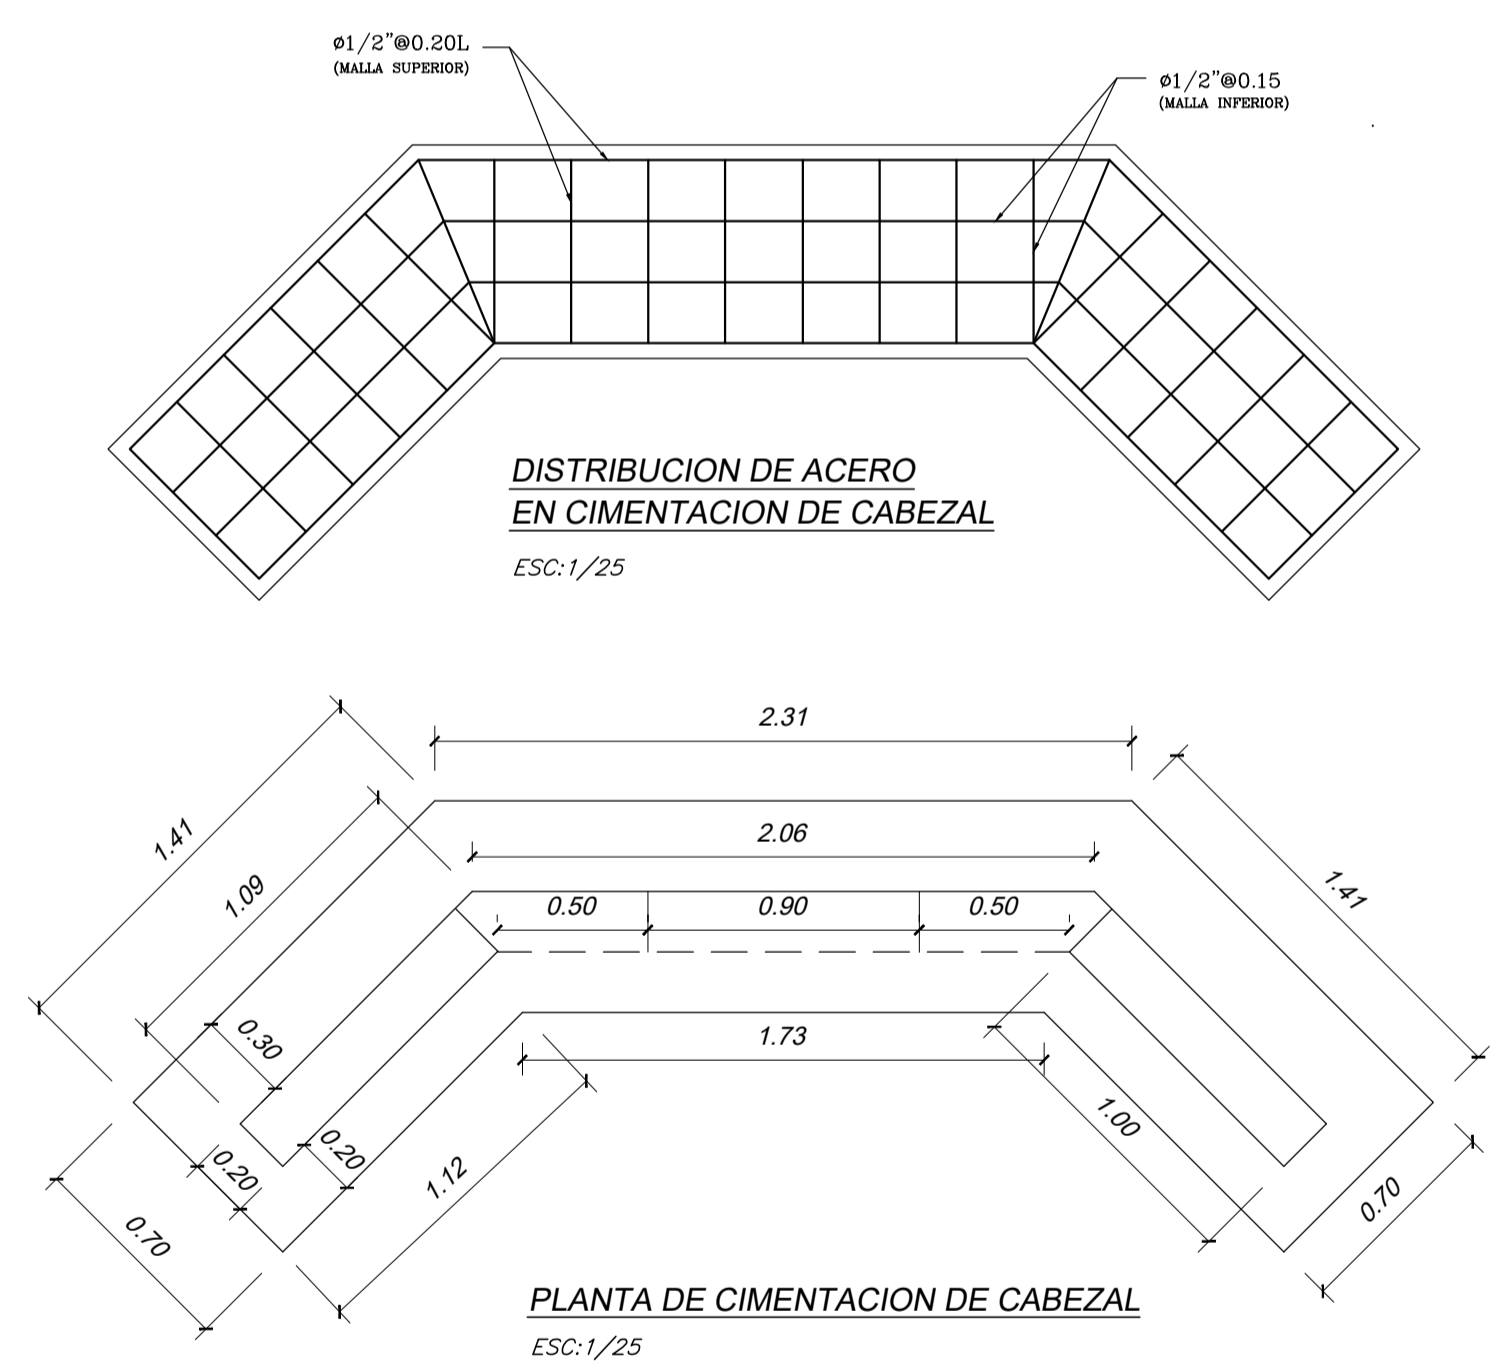 ø1/2"@0.20L
(MALLA SUPERIOR)
ø1/2"@0.15
(MALLA INFERIOR)
DISTRIBUCION DE ACERO
EN CIMENTACION DE CABEZAL
ESC:1/25
2.31
1.41
2.06
1.41
1.09
0.50
0.90
0.50
0.30
1.73
1.00
0.20
0.20
1.12
0.70
0.70
PLANTA DE CIMENTACION DE CABEZAL
ESC:1/25